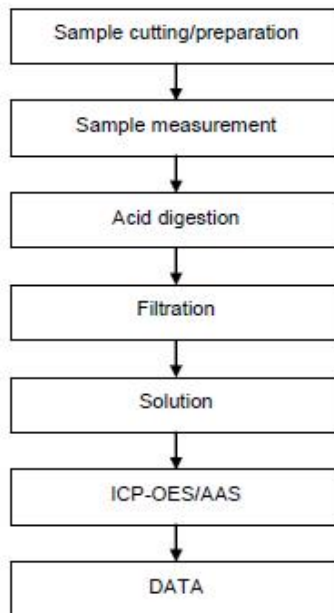 Sample cutting/preparation
Sample measurement
Acid digestion
Filtration
Solution
ICP-OES/AAS
DATA